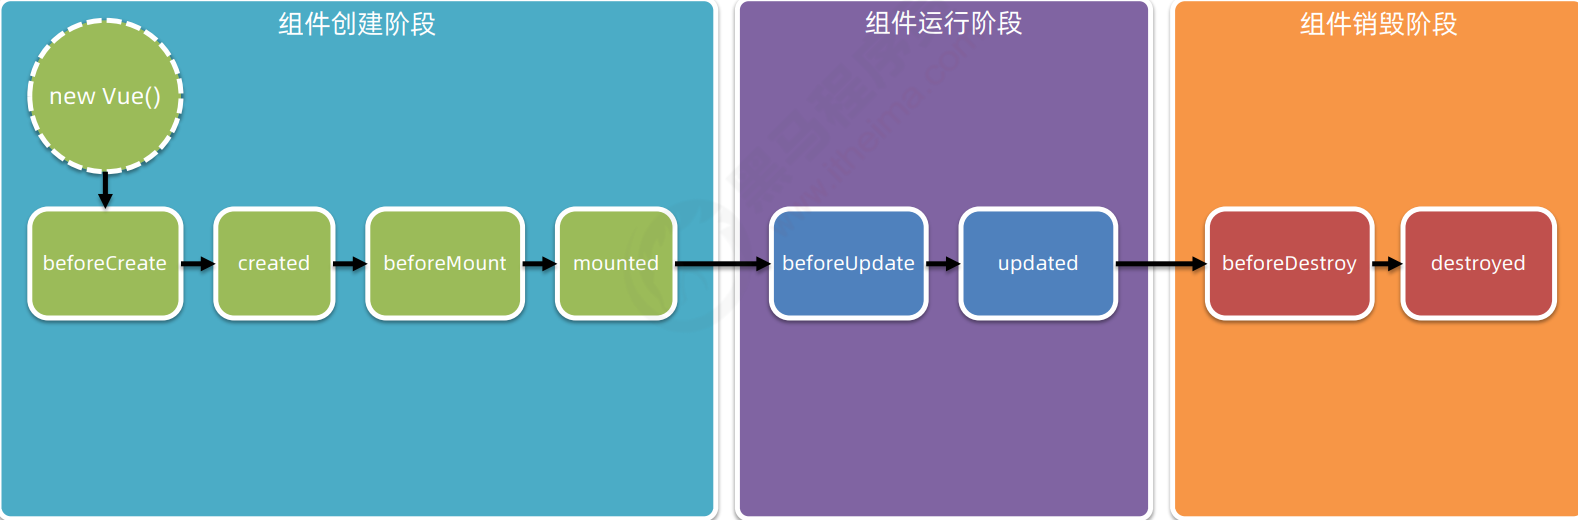 组件创建阶段
组件运行阶段
组件销毁阶段
new Vue()
beforeCreate
created
beforeMount
mounted
beforeUpdate
updated
beforeDestroy
destroyed